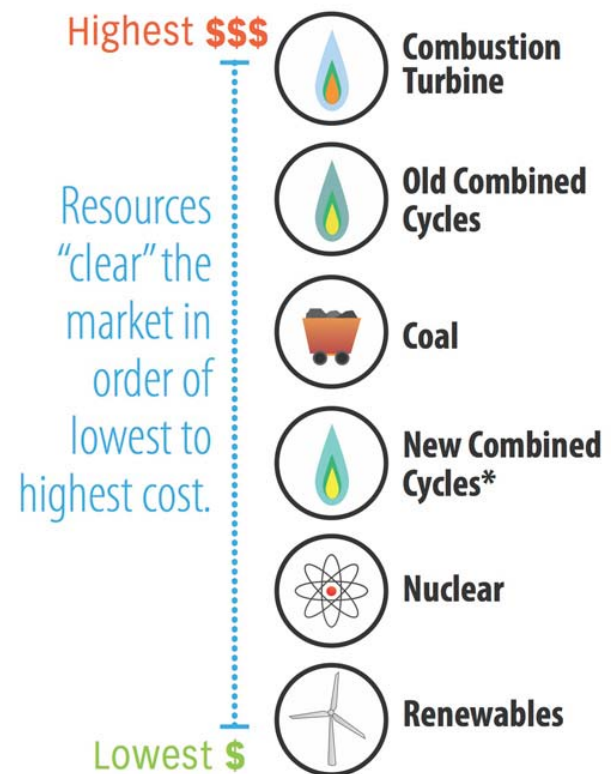 Highest $$$
Combustion
Turbine
Old Combined
Cycles
Resources
“clear” the
market in
order of
lowest to
highest cost.
Coal
New Combined
Cycles*
Nuclear
Renewables
Lowest $